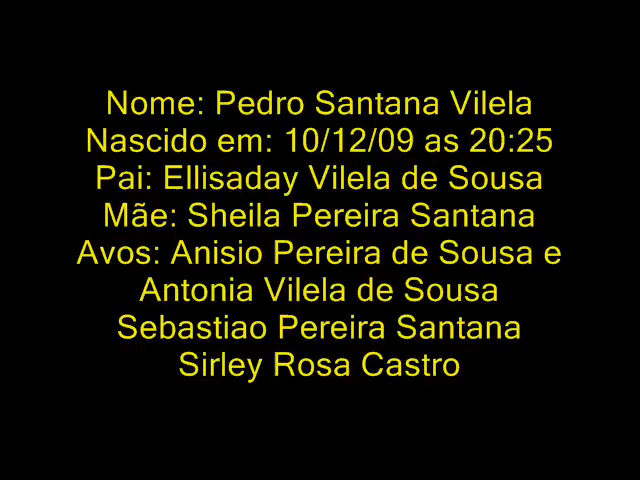 Nome: Pedro Santana Vilela
Nascido em: 10/12/09 as 20:25
Pai: Ellisaday Vilela de Sousa
Mãe: Sheila Pereira Santana
Avos: Anisio Pereira de Sousa e
Antonia Vilela de Sousa
Sebastiao Pereira Santana
Sirley Rosa Castro